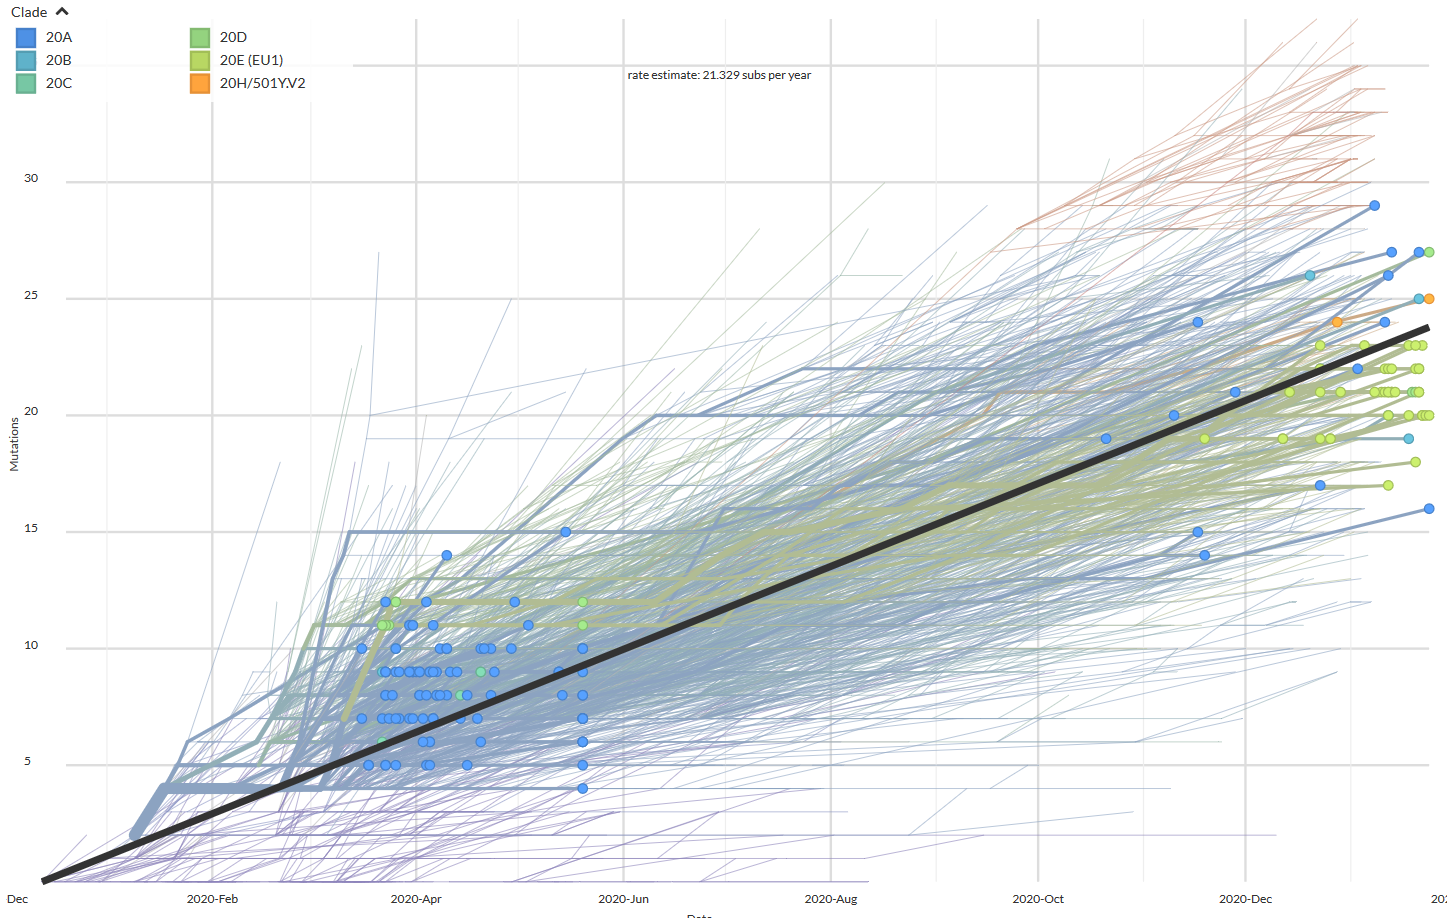 Clade
20A
20D
20B
20E (EU1)
20C
20H/501Y.V2
rate estimate: 21.329 subs per year
30
25
20
15
10
5
Mutations
Dec
2020-Feb
2020-Apr
2020-Jun
2020-Aug
2020-Oct
2020-Dec